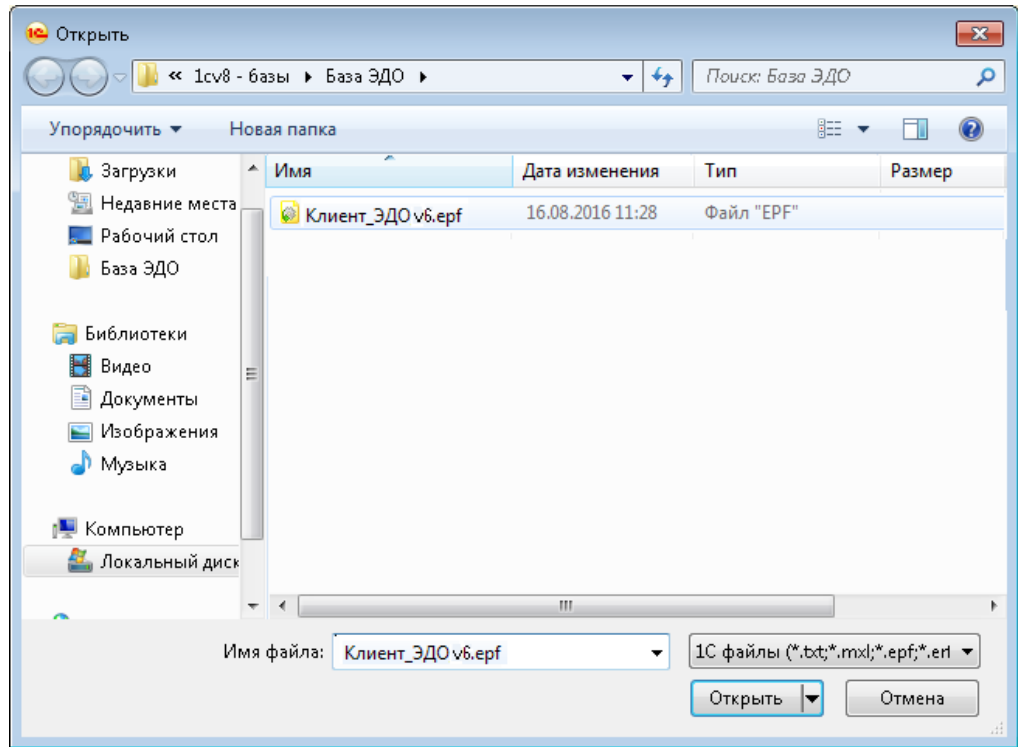 Открыть
« 1cv8 - базы ▸ База ЭДО ▸
Поиск: База ЭДО
Упорядочить ▾ Новая папка
Загрузки
Недавние места
Рабочий стол
База ЭДО
Библиотеки
Видео
Документы
Изображения
Музыка
Компьютер
Локальный диск
Имя Дата изменения Тип Размер
Клиент_ЭДО v6.epf 16.08.2016 11:28 Файл "EPF"
Имя файла: Клиент_ЭДО v6.epf 1С файлы (*.txt;*.mxl;*.epf;*.erl
Открыть Отмена